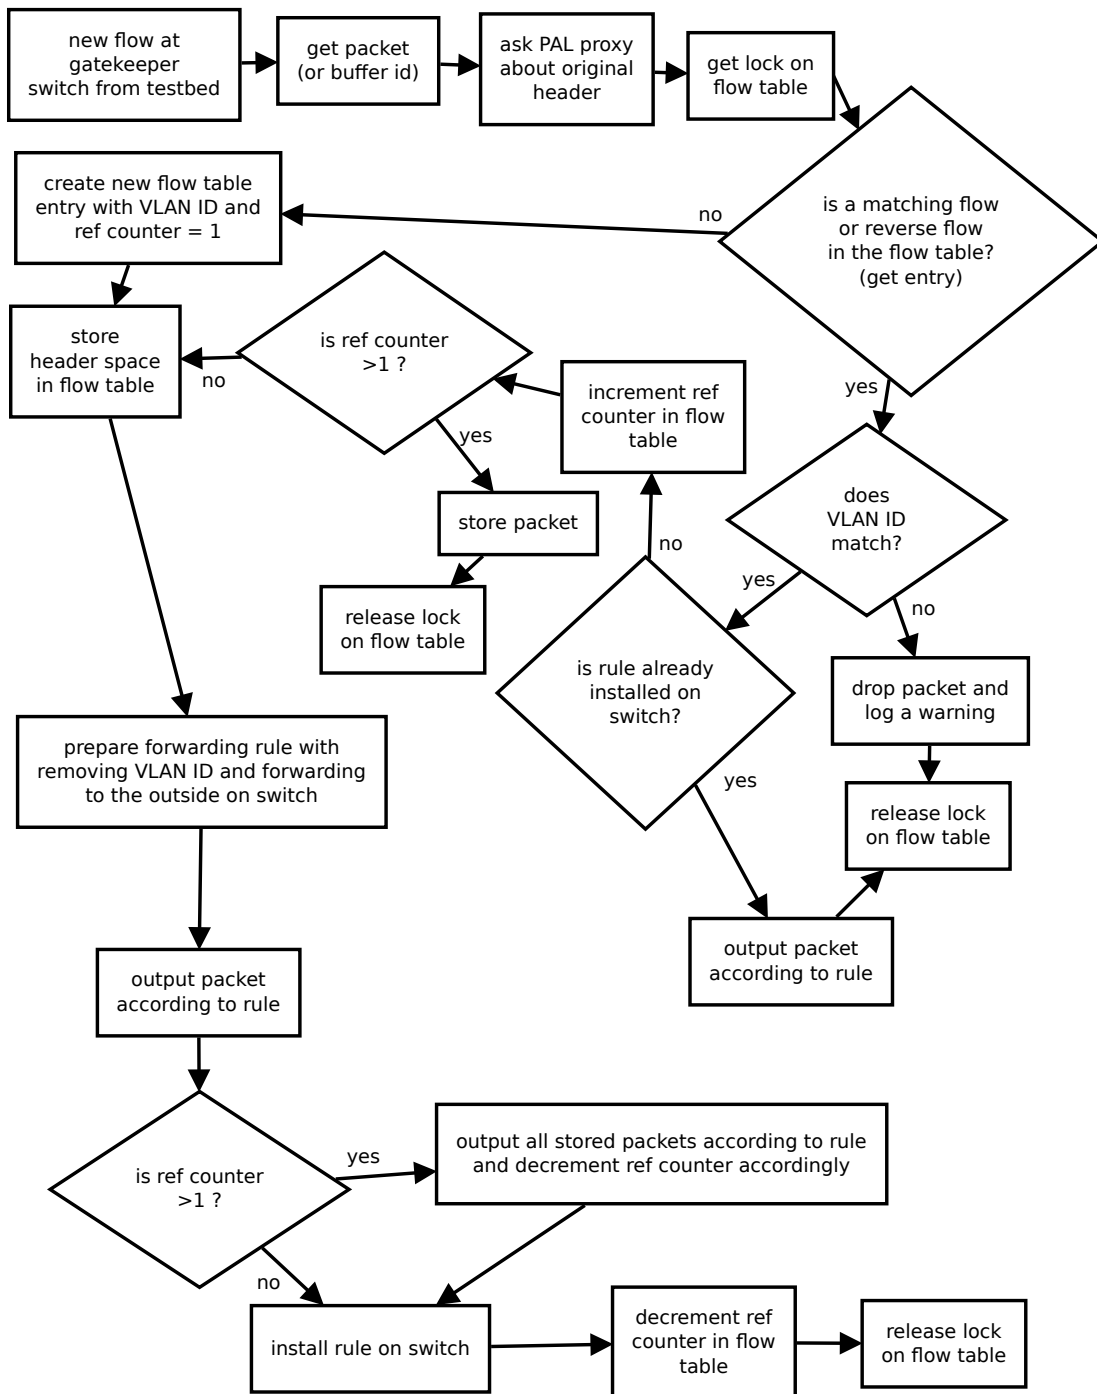 new flow at
gatekeeper
switch from testbed
get packet
(or buffer id)
ask PAL proxy
about original
header
get lock on
flow table
is a matching flow
or reverse flow
in the flow table?
(get entry)
no
create new flow table
entry with VLAN ID and
ref counter = 1
store
header space
in flow table
no
is ref counter
>1 ?
yes
increment ref
counter in flow
table
yes
does
VLAN ID
match?
store packet
no
yes
no
release lock
on flow table
is rule already
installed on
switch?
drop packet and
log a warning
yes
release lock
on flow table
prepare forwarding rule with
removing VLAN ID and forwarding
to the outside on switch
output packet
according to rule
output packet
according to rule
is ref counter
>1 ?
yes
output all stored packets according to rule
and decrement ref counter accordingly
no
install rule on switch
decrement ref
counter in flow
table
release lock
on flow table